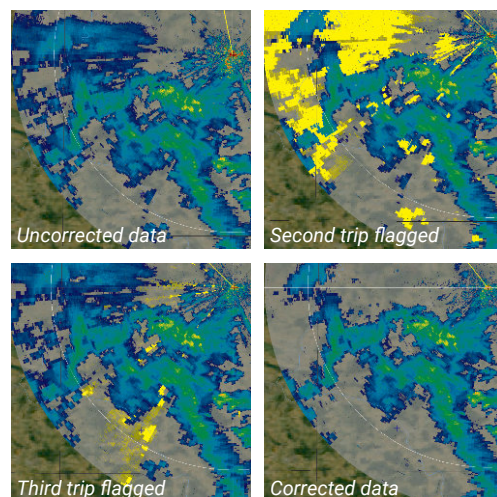 Uncorrected data
Second trip flagged
Third trip flagged
Corrected data